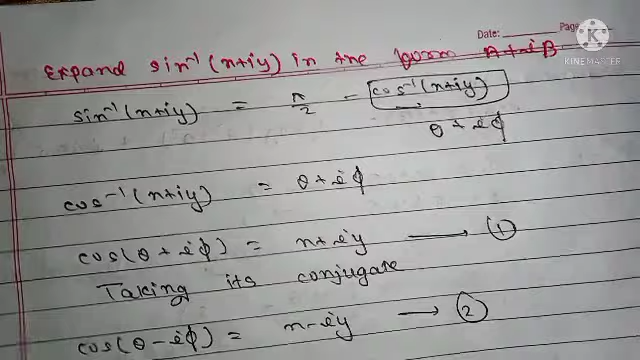 Date: Page
KINEMASTER
Expand sin⁻¹(x+iy) in the form A+iB
sin⁻¹(x+iy) = π/2 - cos⁻¹(x+iy)
θ + iϕ
cos⁻¹(x+iy) = θ + iϕ
cos(θ + iϕ) = x+iy → ①
Taking its conjugate
cos(θ - iϕ) = x-iy → ②